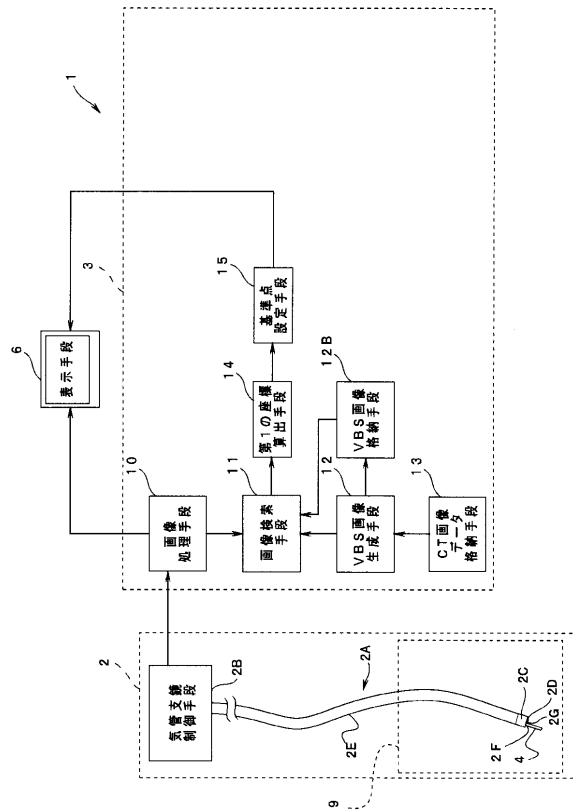 1
3
6
表示手段
15
基準点
設定手段
14
第1の座標
算出手段
12B
VBS画像
格納手段
10
画像
処理手段
11
画像検索
手段
12
VBS画像
生成手段
13
CT画像
データ
格納手段
2
気管支鏡
制御手段
2B
2A
2E
2C
2D
2G
2F
4
9